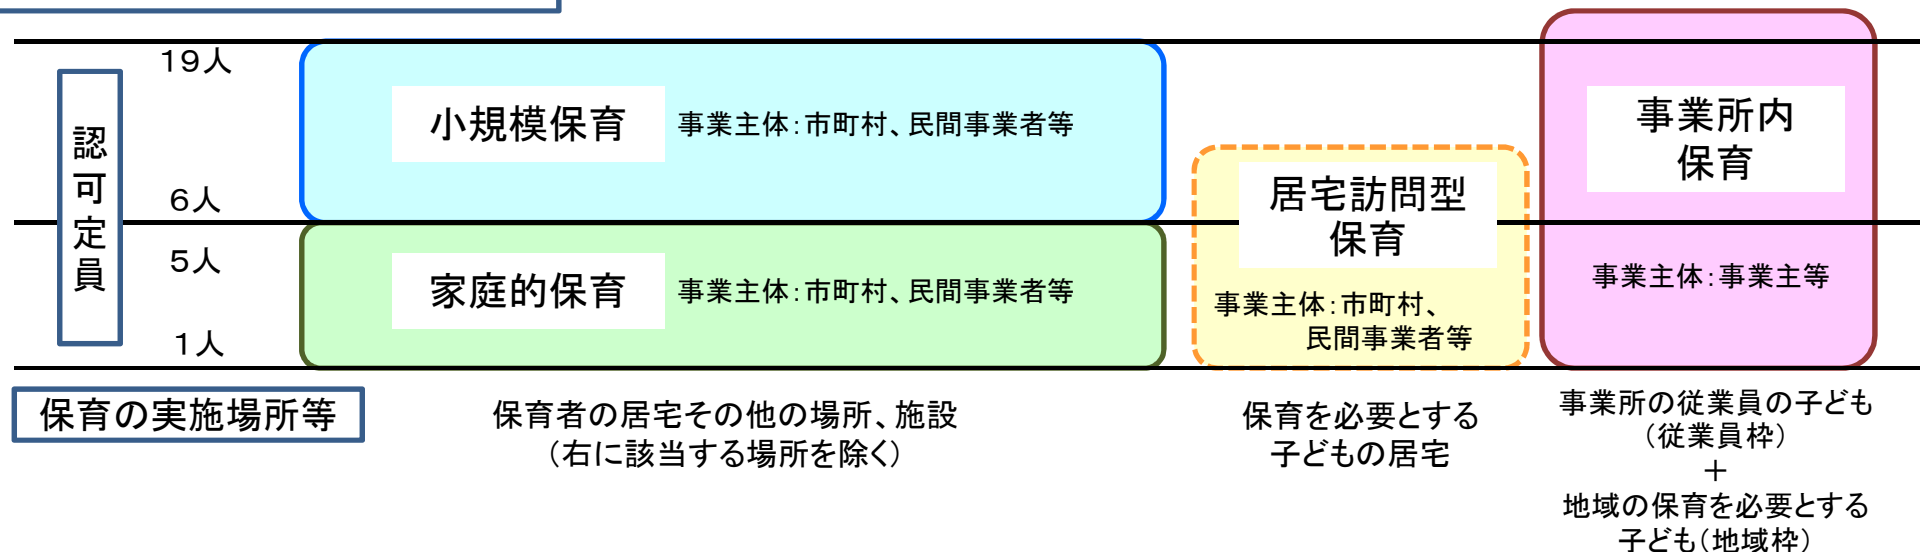 認可定員
19人
6人
5人
1人
小規模保育
事業主体：市町村、民間事業者等
家庭的保育
事業主体：市町村、民間事業者等
居宅訪問型
保育
事業主体：市町村、
民間事業者等
事業所内
保育
事業主体：事業主等
保育の実施場所等
保育者の居宅その他の場所、施設
（右に該当する場所を除く）
保育を必要とする
子どもの居宅
事業所の従業員の子ども
（従業員枠）
＋
地域の保育を必要とする
子ども（地域枠）